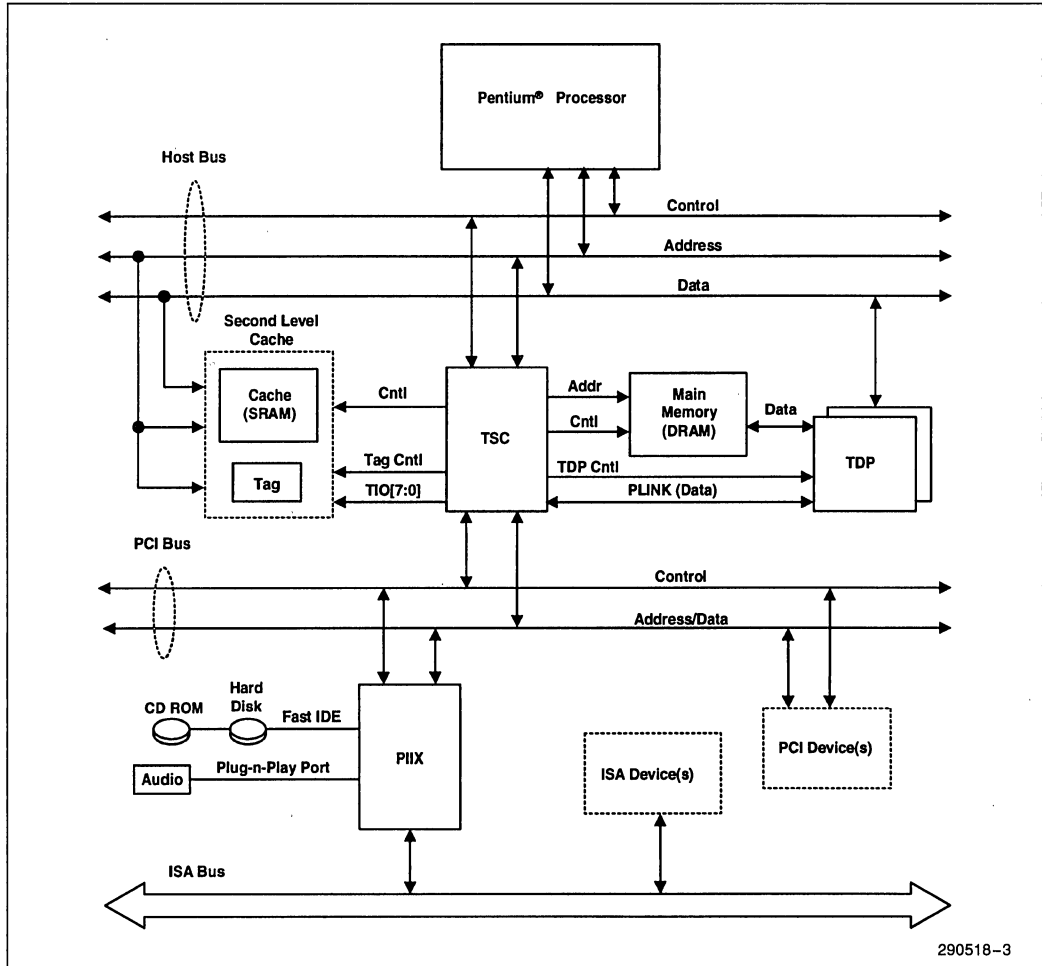 Pentium® Processor
Host Bus
Control
Address
Data
Second Level
Cache
Cache
(SRAM)
Tag
Cntl
Tag Cntl
TIO[7:0]
TSC
Addr
Cntl
Main
Memory
(DRAM)
Data
TDP Cntl
PLINK (Data)
TDP
PCI Bus
Control
Address/Data
CD ROM
Hard
Disk
Fast IDE
Audio
Plug-n-Play Port
PIIX
ISA Device(s)
PCI Device(s)
ISA Bus
290518-3